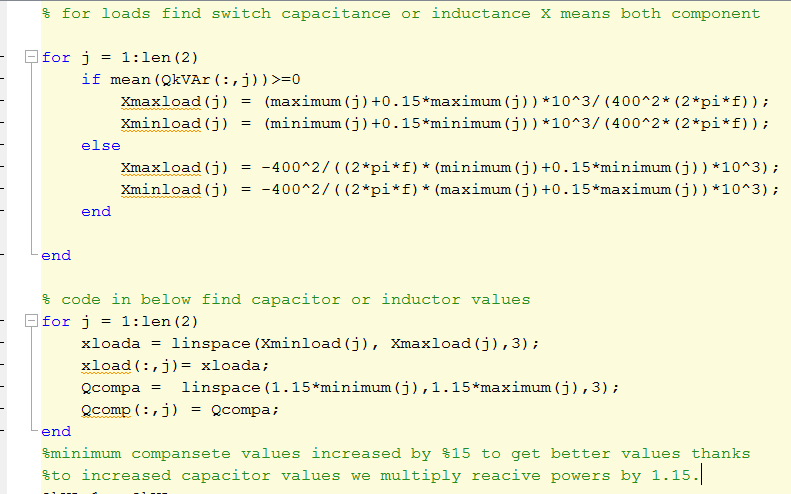 % for loads find switch capacitance or inductance X means both component
for j = 1:len(2)
if mean(QkVAr(:,j))>=0
Xmaxload(j) = (maximum(j)+0.15*maximum(j))*10^3/(400^2*(2*pi*f));
Xminload(j) = (minimum(j)+0.15*minimum(j))*10^3/(400^2*(2*pi*f));
else
Xmaxload(j) = -400^2/((2*pi*f)*(minimum(j)+0.15*minimum(j))*10^3);
Xminload(j) = -400^2/((2*pi*f)*(maximum(j)+0.15*maximum(j))*10^3);
end
end
% code in below find capacitor or inductor values
for j = 1:len(2)
xloada = linspace(Xminload(j), Xmaxload(j),3);
xload(:,j)= xloada;
Qcompa =  linspace(1.15*minimum(j),1.15*maximum(j),3);
Qcomp(:,j) = Qcompa;
end
%minimum compansete values increased by %15 to get better values thanks
%to increased capacitor values we multiply reacive powers by 1.15.